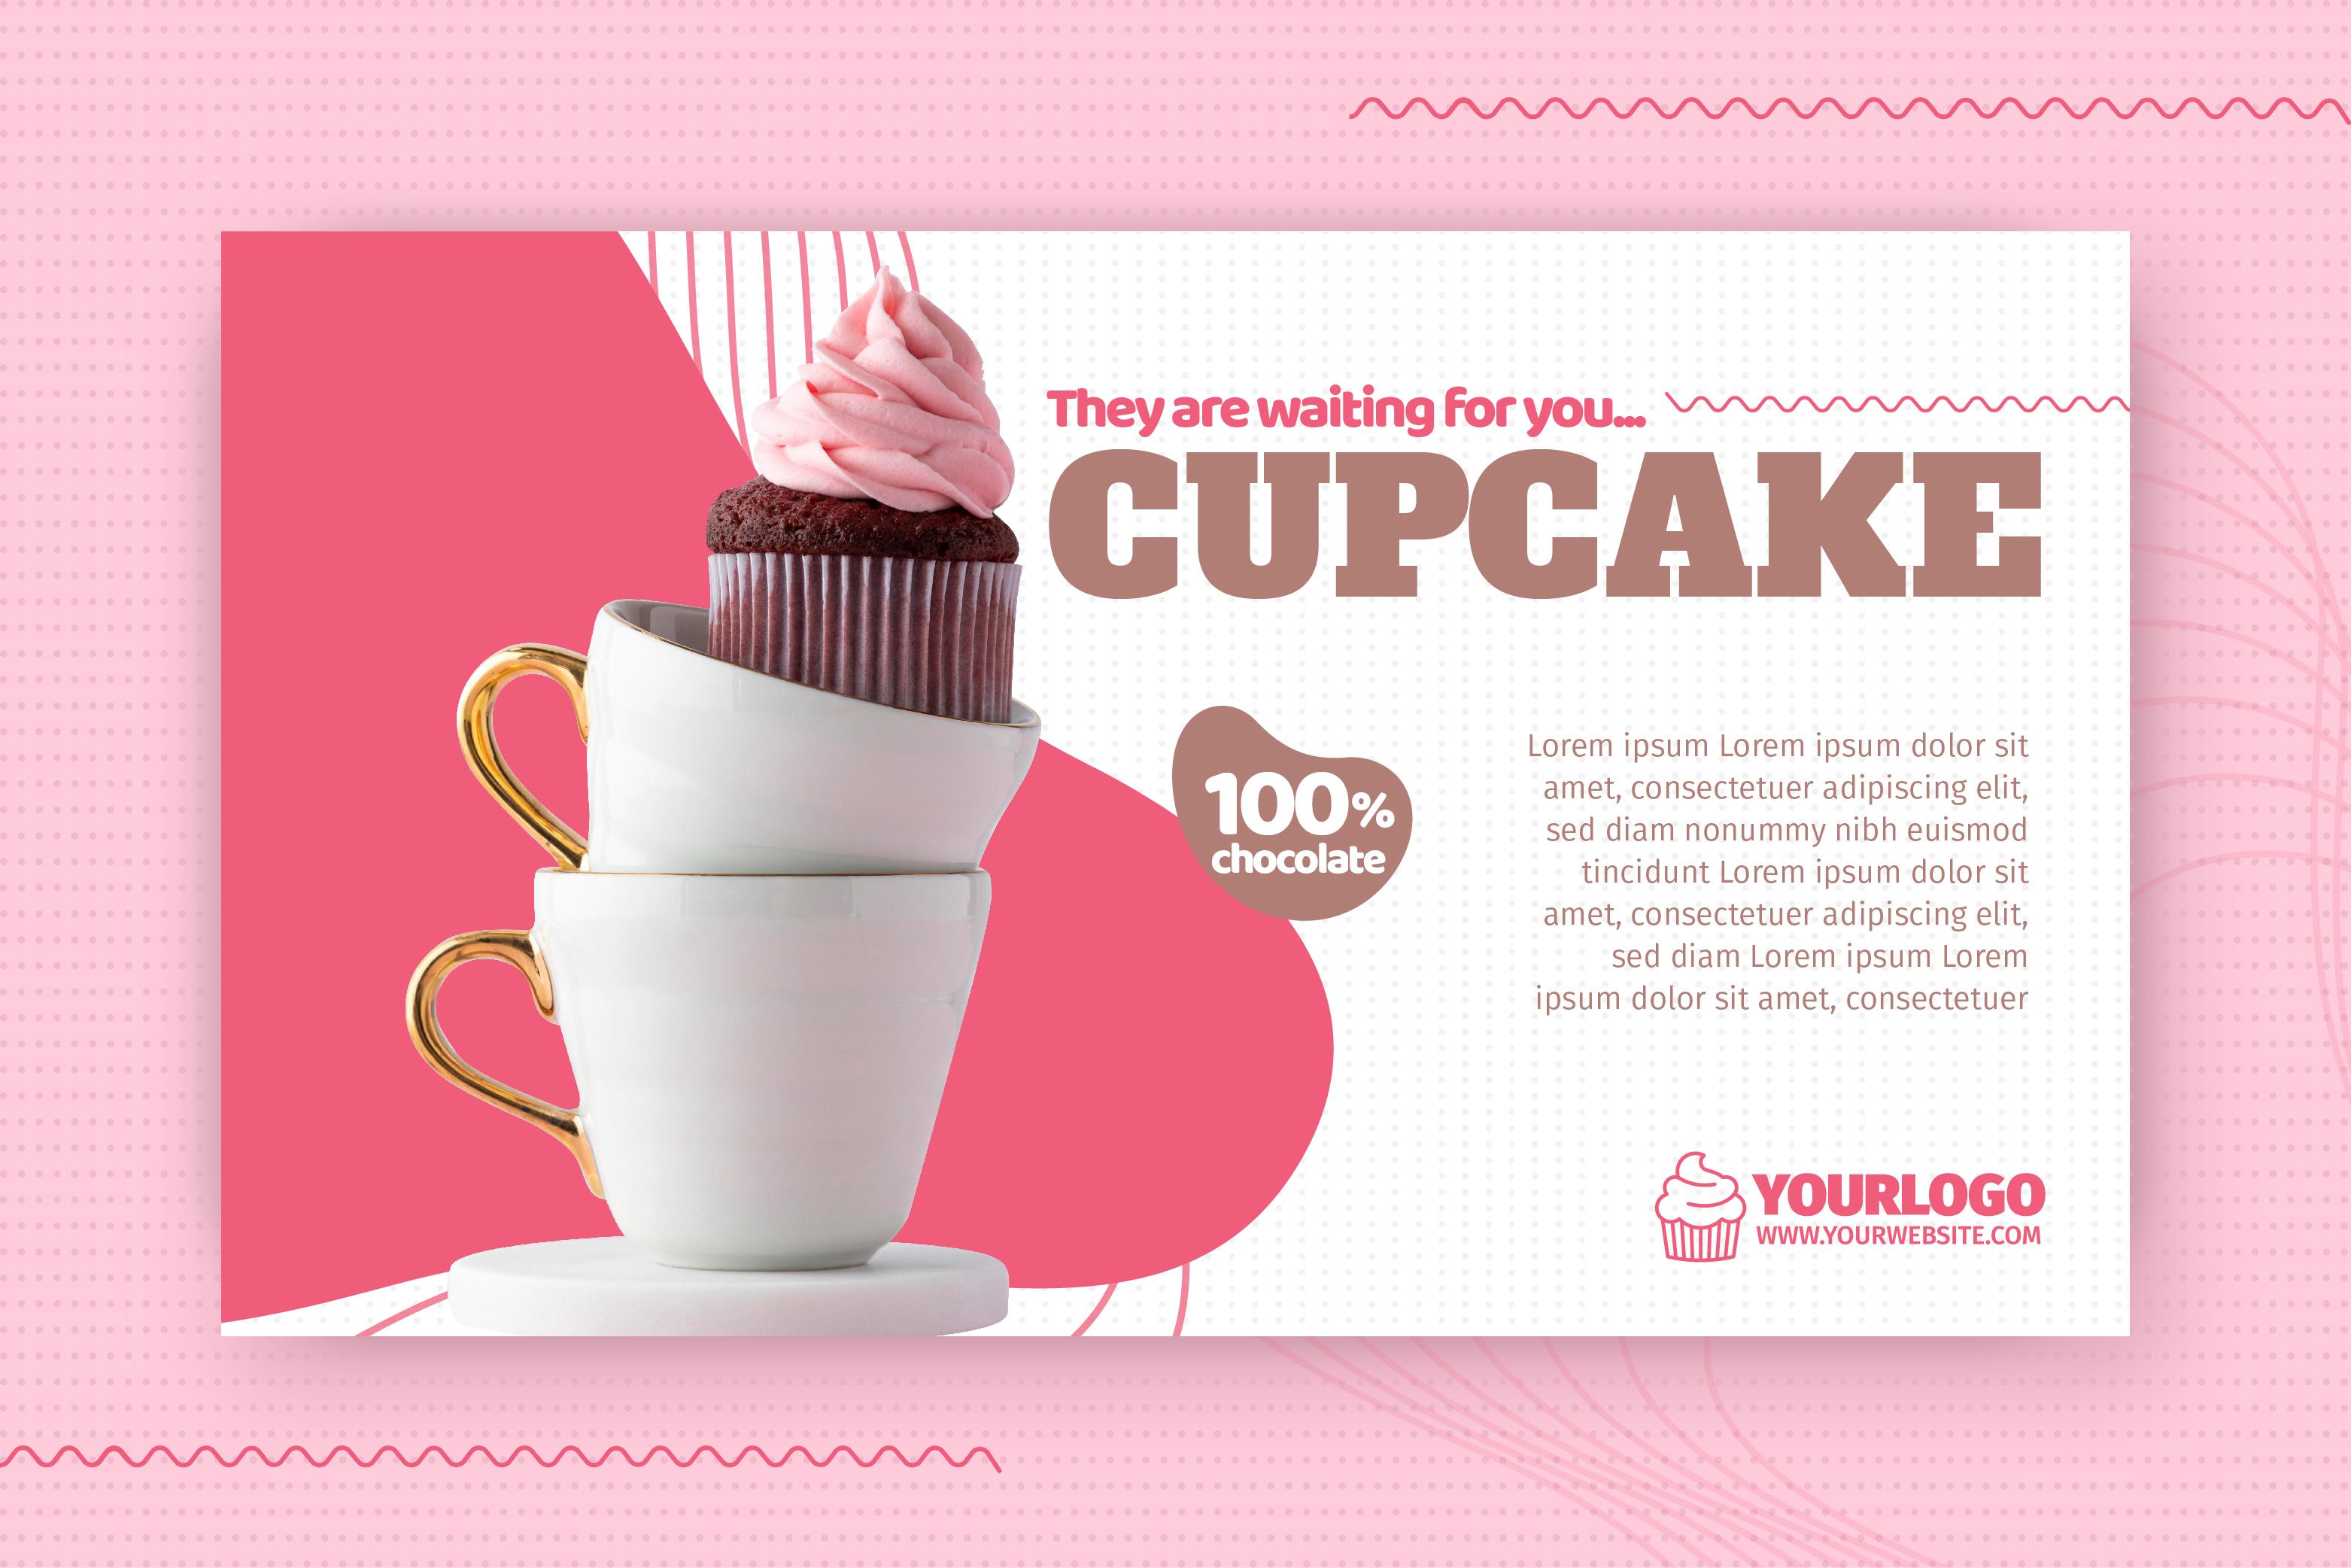 They are waiting for you...
CUPCAKE
100%
chocolate
Lorem ipsum Lorem ipsum dolor sit
amet, consectetuer adipiscing elit,
sed diam nonummy nibh euismod
tincidunt Lorem ipsum dolor sit
amet, consectetuer adipiscing elit,
sed diam Lorem ipsum Lorem
ipsum dolor sit amet, consectetuer
YOURLOGO
WWW.YOURWEBSITE.COM